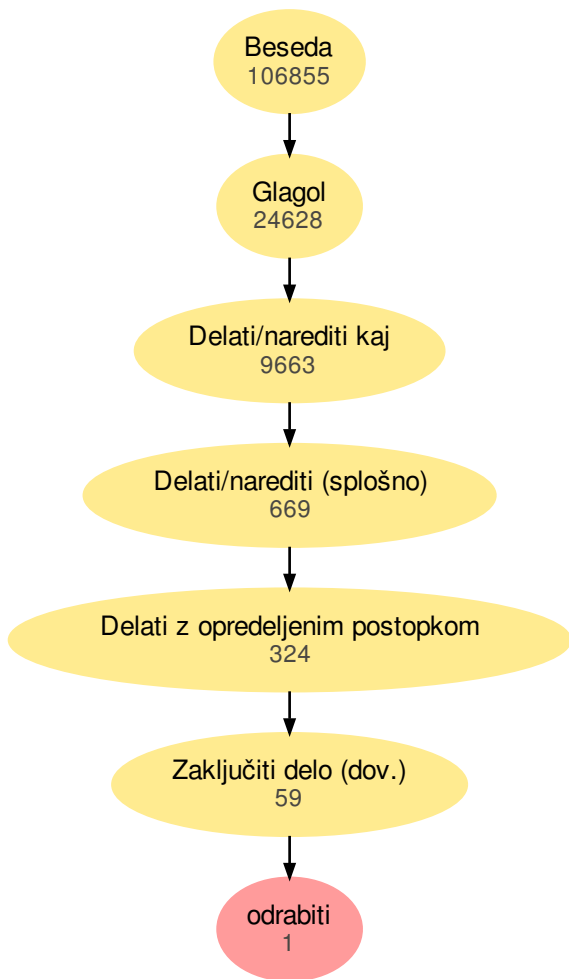 Beseda
106855
Glagol
24628
Delati/narediti kaj
9663
Delati/narediti (splošno)
669
Delati z opredeljenim postopkom
324
Zaključiti delo (dov.)
59
odrabiti
1